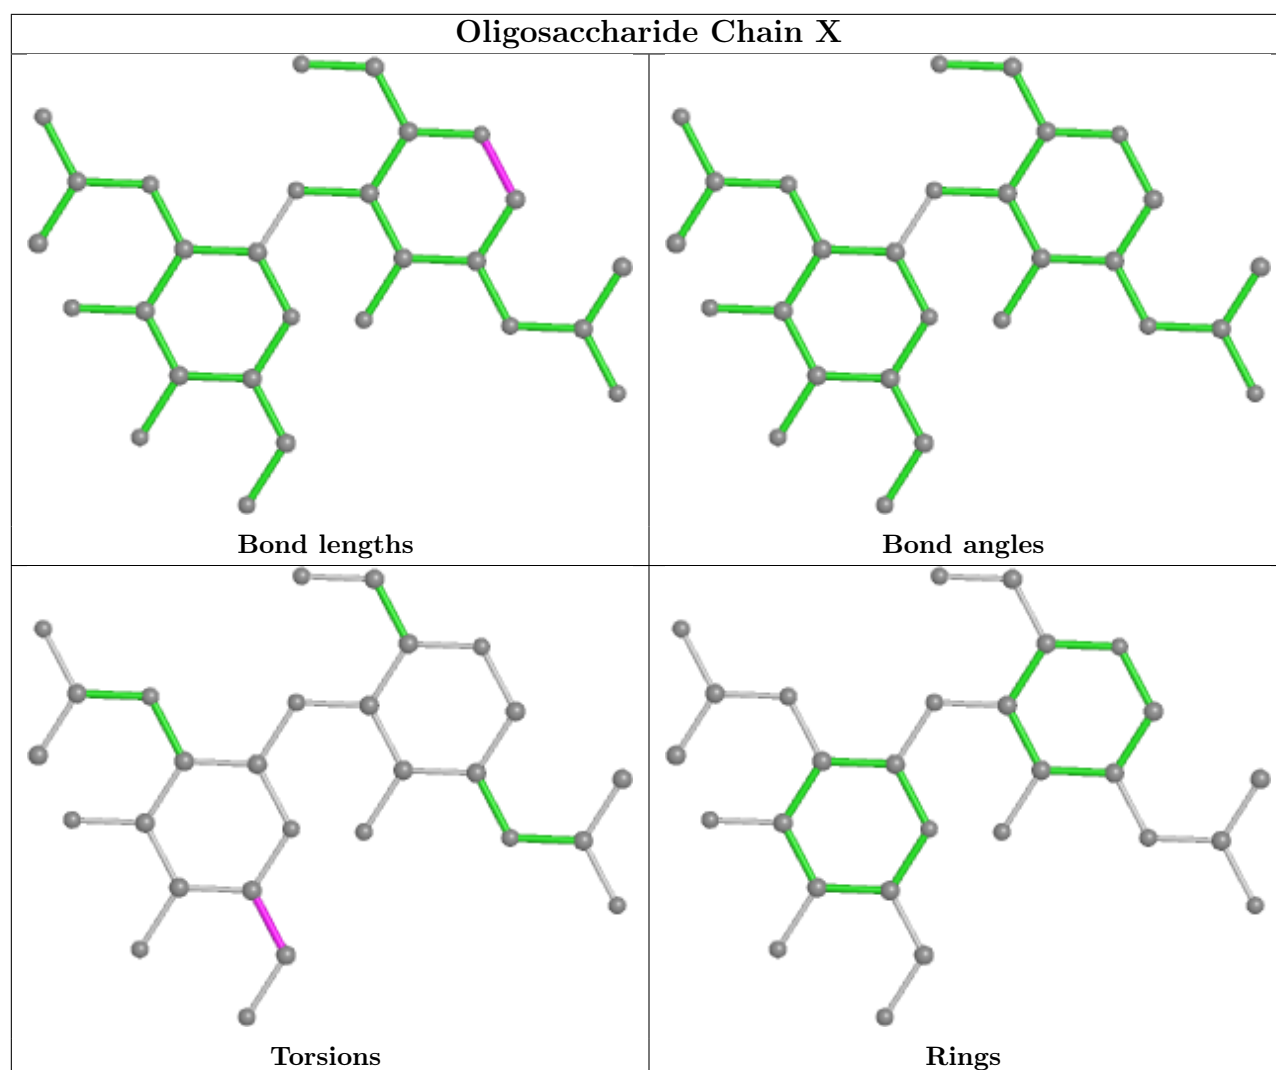 Oligosaccharide Chain X
Bond lengths
Bond angles
Torsions
Rings